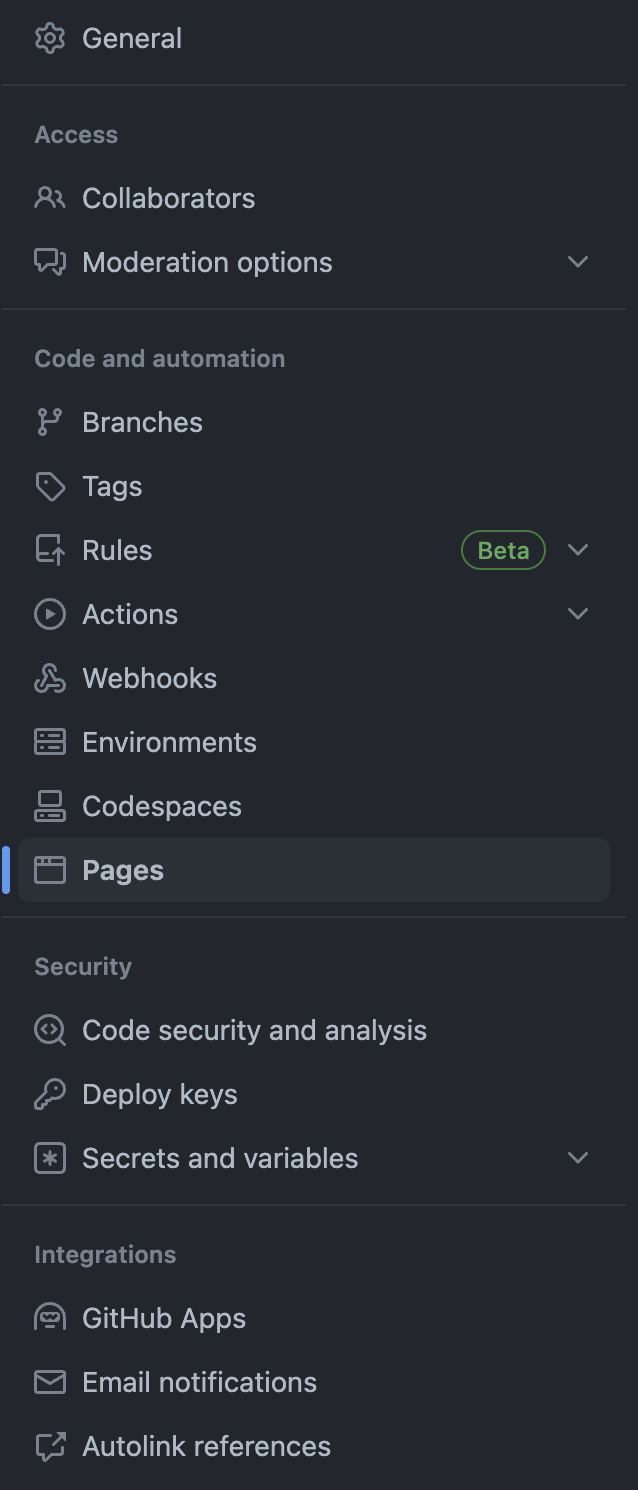 General
Access
Collaborators
Moderation options
Code and automation
Branches
Tags
Rules Beta
Actions
Webhooks
Environments
Codespaces
Pages
Security
Code security and analysis
Deploy keys
Secrets and variables
Integrations
GitHub Apps
Email notifications
Autolink references